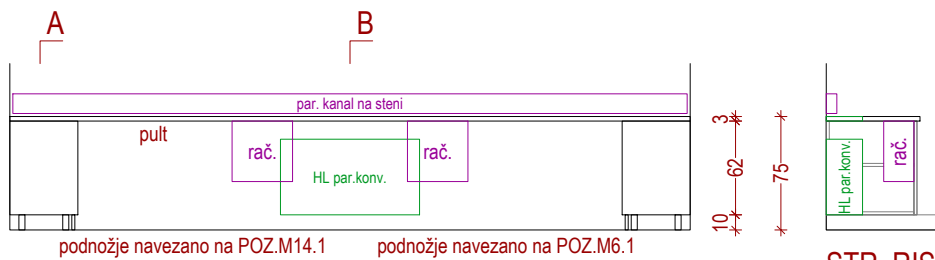 A
B
par. kanal na steni
pult
rač.
rač.
HL par.konv.
3
62
10
75
HL par.konv.
rač.
podnožje navezano na POZ.M14.1
podnožje navezano na POZ.M6.1